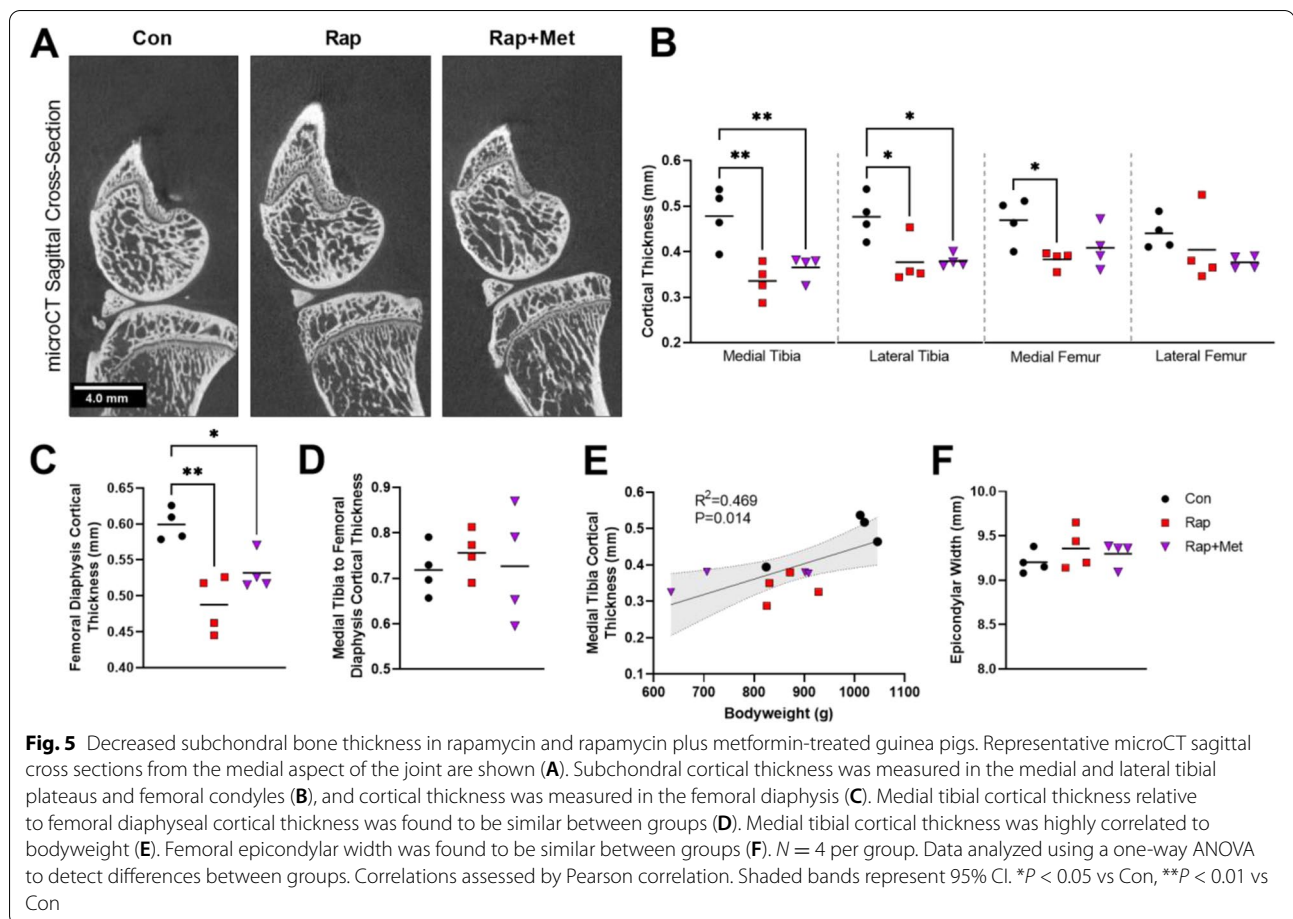 A
Con
Rap
Rap+Met
microCT Sagittal Cross-Section
4.0 mm
B
Cortical Thickness (mm)
0.6
0.5
0.4
0.3
0.2
**
**
*
*
*
Medial Tibia
Lateral Tibia
Medial Femur
Lateral Femur
C
Femoral Diaphysis Cortical
Thickness (mm)
0.65
0.60
0.55
0.50
0.45
0.40
*
**
D
Medial Tibia to Femoral
Diaphysis Cortical Thickness
0.9
0.8
0.7
0.6
0.5
E
Medial Tibia Cortical
Thickness (mm)
0.6
0.5
0.4
0.3
0.2
0.1
R²=0.469
P=0.014
600
700
800
900
1000
1100
Bodyweight (g)
F
Epicondylar Width (mm)
10.0
9.5
9.0
8.5
8.0
Con
Rap
Rap+Met
Fig. 5 Decreased subchondral bone thickness in rapamycin and rapamycin plus metformin-treated guinea pigs. Representative microCT sagittal
cross sections from the medial aspect of the joint are shown (A). Subchondral cortical thickness was measured in the medial and lateral tibial
plateaus and femoral condyles (B), and cortical thickness was measured in the femoral diaphysis (C). Medial tibial cortical thickness relative
to femoral diaphyseal cortical thickness was found to be similar between groups (D). Medial tibial cortical thickness was highly correlated to
bodyweight (E). Femoral epicondylar width was found to be similar between groups (F). N = 4 per group. Data analyzed using a one-way ANOVA
to detect differences between groups. Correlations assessed by Pearson correlation. Shaded bands represent 95% CI. *P < 0.05 vs Con, **P < 0.01 vs
Con